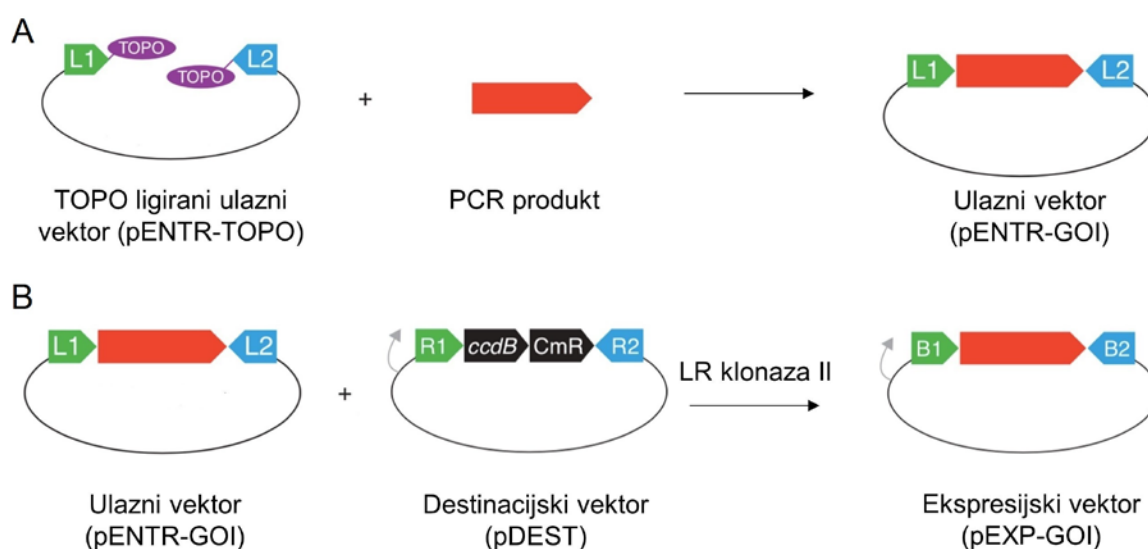 A
L1 TOPO TOPO L2
+
L1 L2
TOPO ligirani ulazni
vektor (pENTR-TOPO)
PCR produkt
Ulazni vektor
(pENTR-GOI)
B
L1 L2
+
R1 ccdB CmR R2
LR klonaza II
B1 B2
Ulazni vektor
(pENTR-GOI)
Destinacijski vektor
(pDEST)
Ekspresijski vektor
(pEXP-GOI)